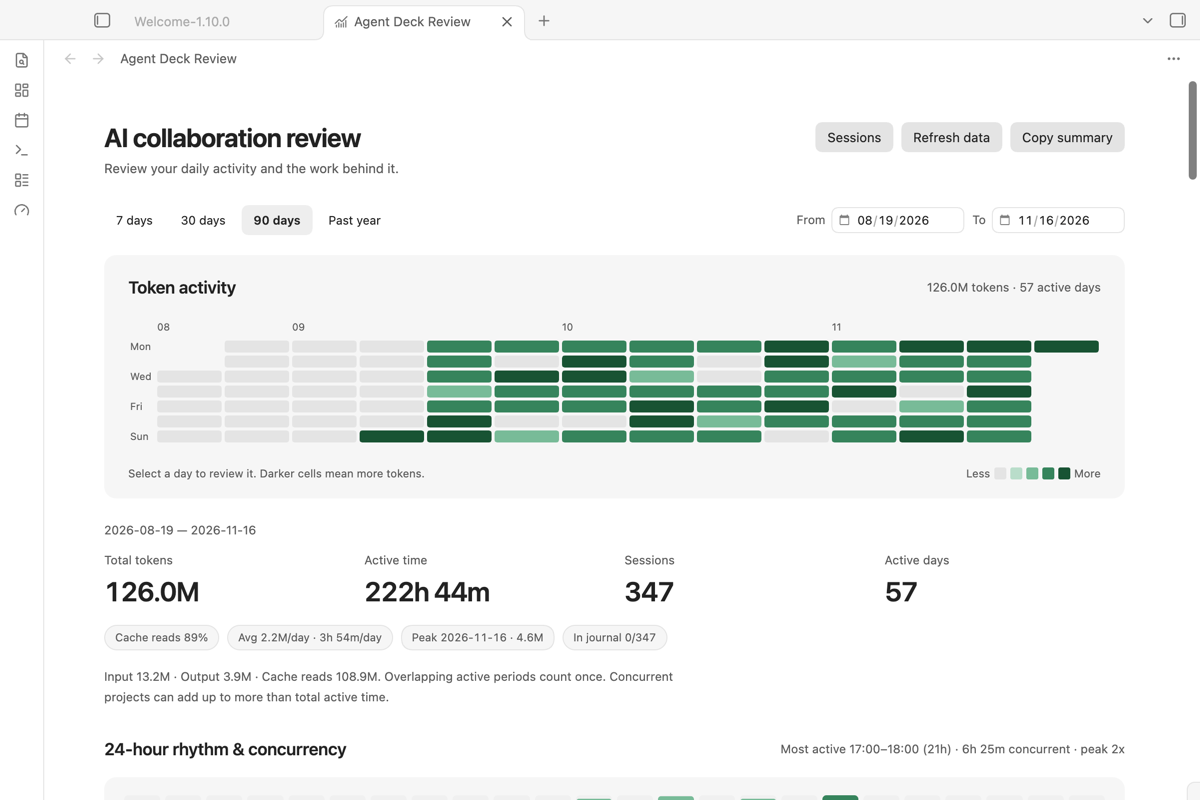 Welcome-1.10.0
Agent Deck Review
Agent Deck Review
AI collaboration review
Sessions
Refresh data
Copy summary
Review your daily activity and the work behind it.
7 days
30 days
90 days
Past year
From
08/19/2026
To
11/16/2026
Token activity
126.0M tokens · 57 active days
08
09
10
11
Mon
Wed
Fri
Sun
Select a day to review it. Darker cells mean more tokens.
Less
More
2026-08-19 — 2026-11-16
Total tokens
Active time
Sessions
Active days
126.0M
222h 44m
347
57
Cache reads 89%
Avg 2.2M/day · 3h 54m/day
Peak 2026-11-16 · 4.6M
In journal 0/347
Input 13.2M · Output 3.9M · Cache reads 108.9M. Overlapping active periods count once. Concurrent
projects can add up to more than total active time.
24-hour rhythm & concurrency
Most active 17:00–18:00 (21h) · 6h 25m concurrent · peak 2x